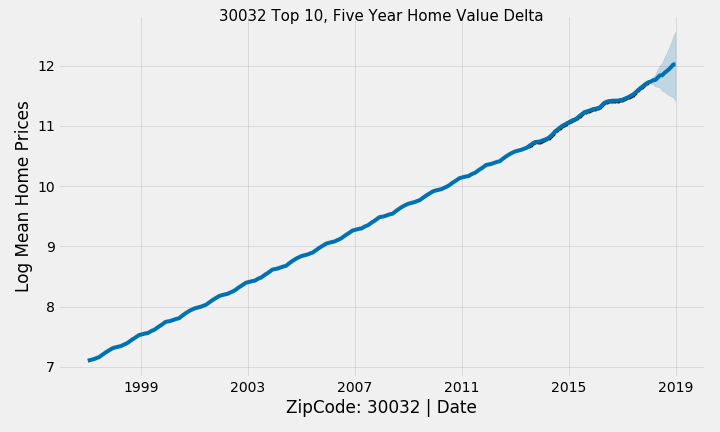 30032 Top 10, Five Year Home Value Delta
Log Mean Home Prices
12
11
10
9
8
7
1999 2003 2007 2011 2015 2019
ZipCode: 30032 | Date